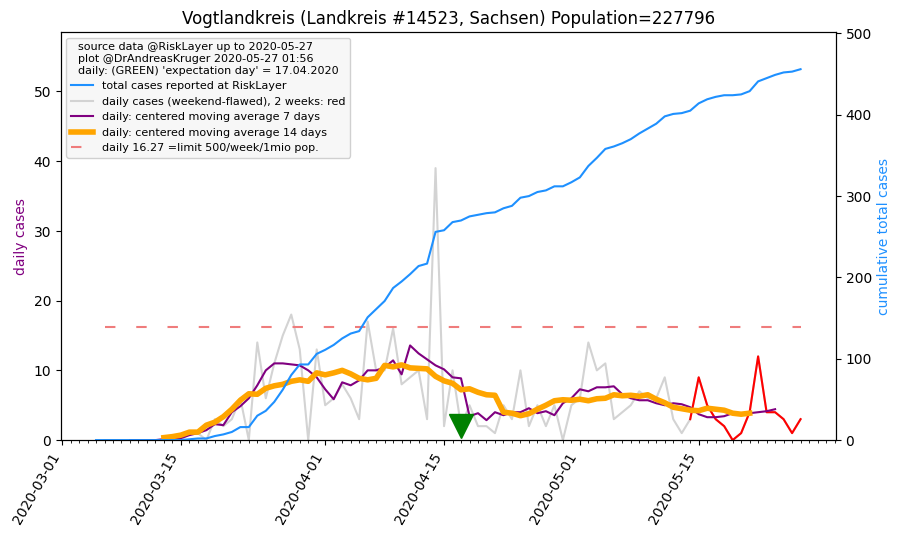 Vogtlandkreis (Landkreis #14523, Sachsen) Population=227796
source data @RiskLayer up to 2020-05-27
plot @DrAndreasKruger 2020-05-27 01:56
daily: (GREEN) 'expectation day' = 17.04.2020
total cases reported at RiskLayer
daily cases (weekend-flawed), 2 weeks: red
daily: centered moving average 7 days
daily: centered moving average 14 days
daily 16.27 =limit 500/week/1mio pop.
daily cases
0
10
20
30
40
50
cumulative total cases
0
100
200
300
400
500
2020-03-01
2020-03-15
2020-04-01
2020-04-15
2020-05-01
2020-05-15